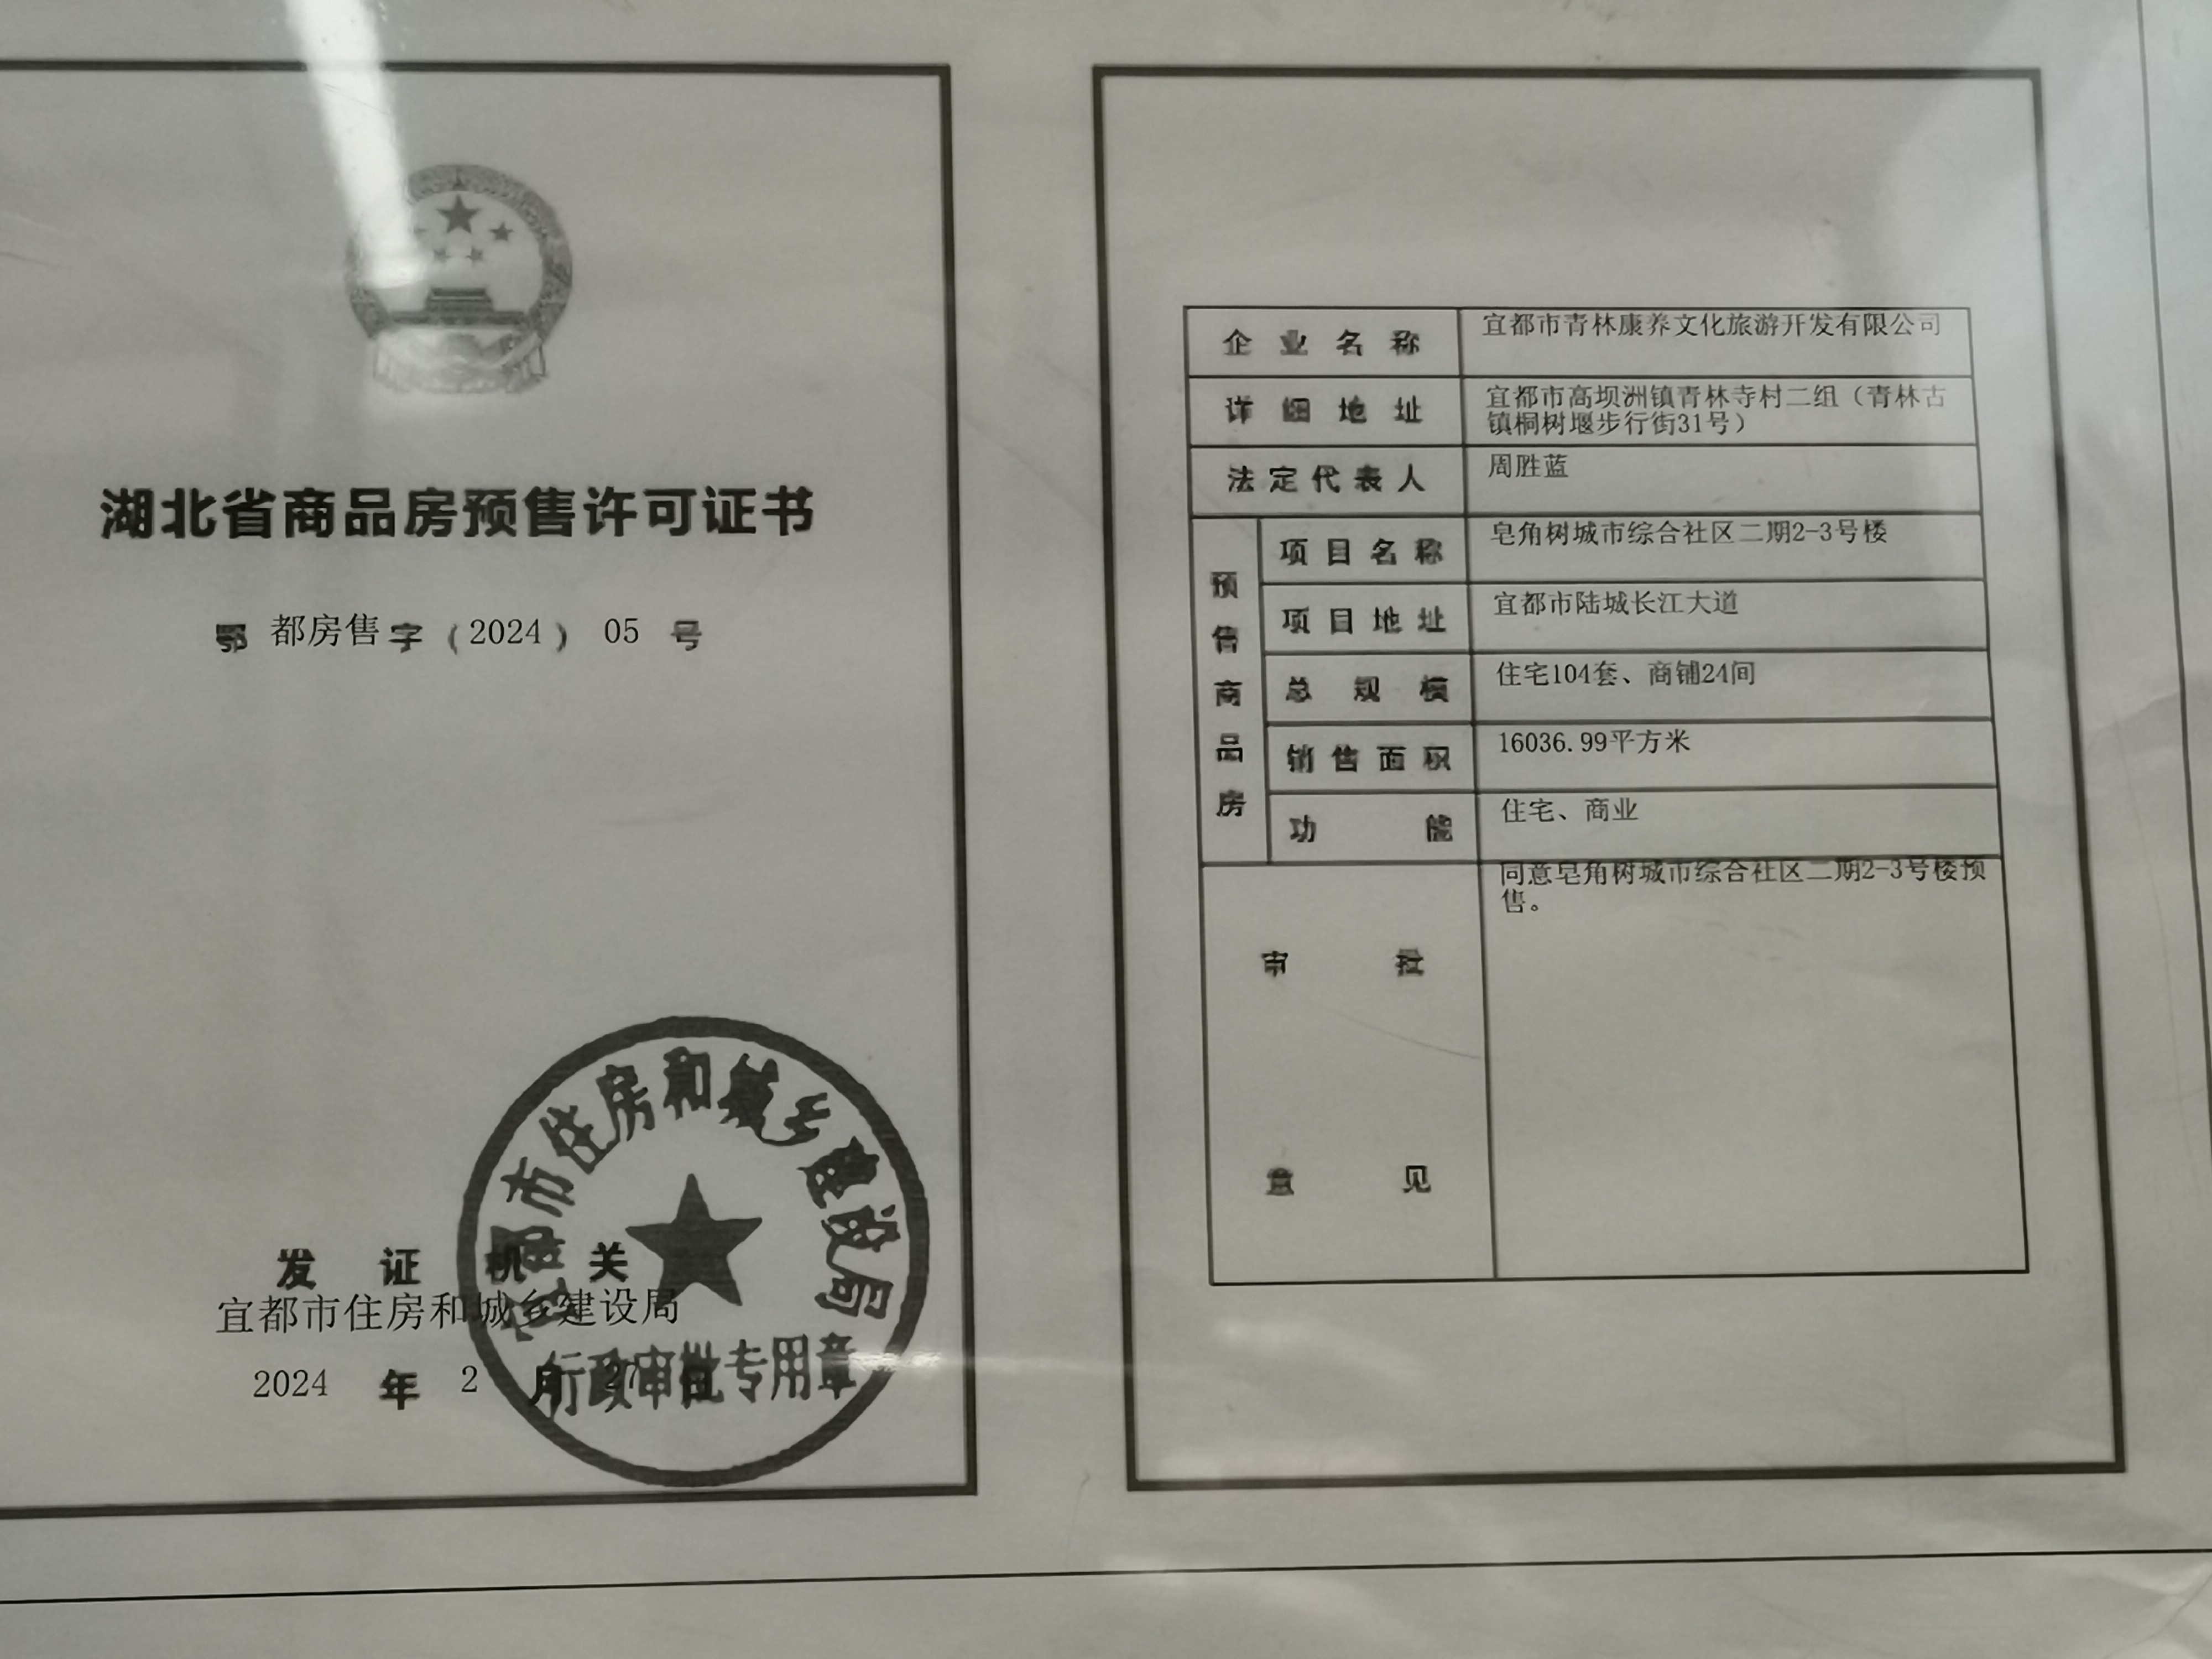 湖北省商品房预售许可证书
鄂 都房售 字 (2024) 05 号
发证机关
宜都市住房和城乡建设局
2024 年 2 月 27 日
宜都市住房和城乡建设局
行政审批专用章
企业名称 宜都市青林康养文化旅游开发有限公司
详细地址 宜都市高坝洲镇青林寺村二组（青林古
镇桐树堰步行街31号）
法定代表人 周胜蓝
预售商品房
项目名称 皂角树城市综合社区二期2-3号楼
项目地址 宜都市陆城长江大道
总规模 住宅104套、商铺24间
销售面积 16036.99平方米
功能 住宅、商业
审批意见
同意皂角树城市综合社区二期2-3号楼预
售。